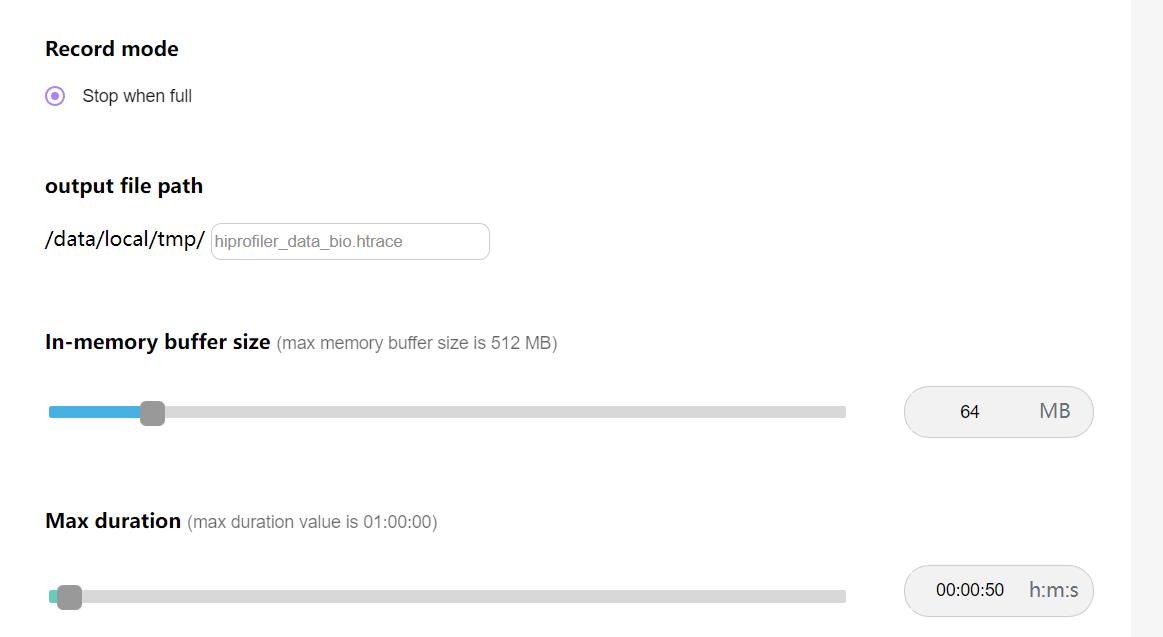 Record mode
Stop when full
output file path
/data/local/tmp/ hiprofiler_data_bio.htrace
In-memory buffer size (max memory buffer size is 512 MB)
64 MB
Max duration (max duration value is 01:00:00)
00:00:50 h:m:s